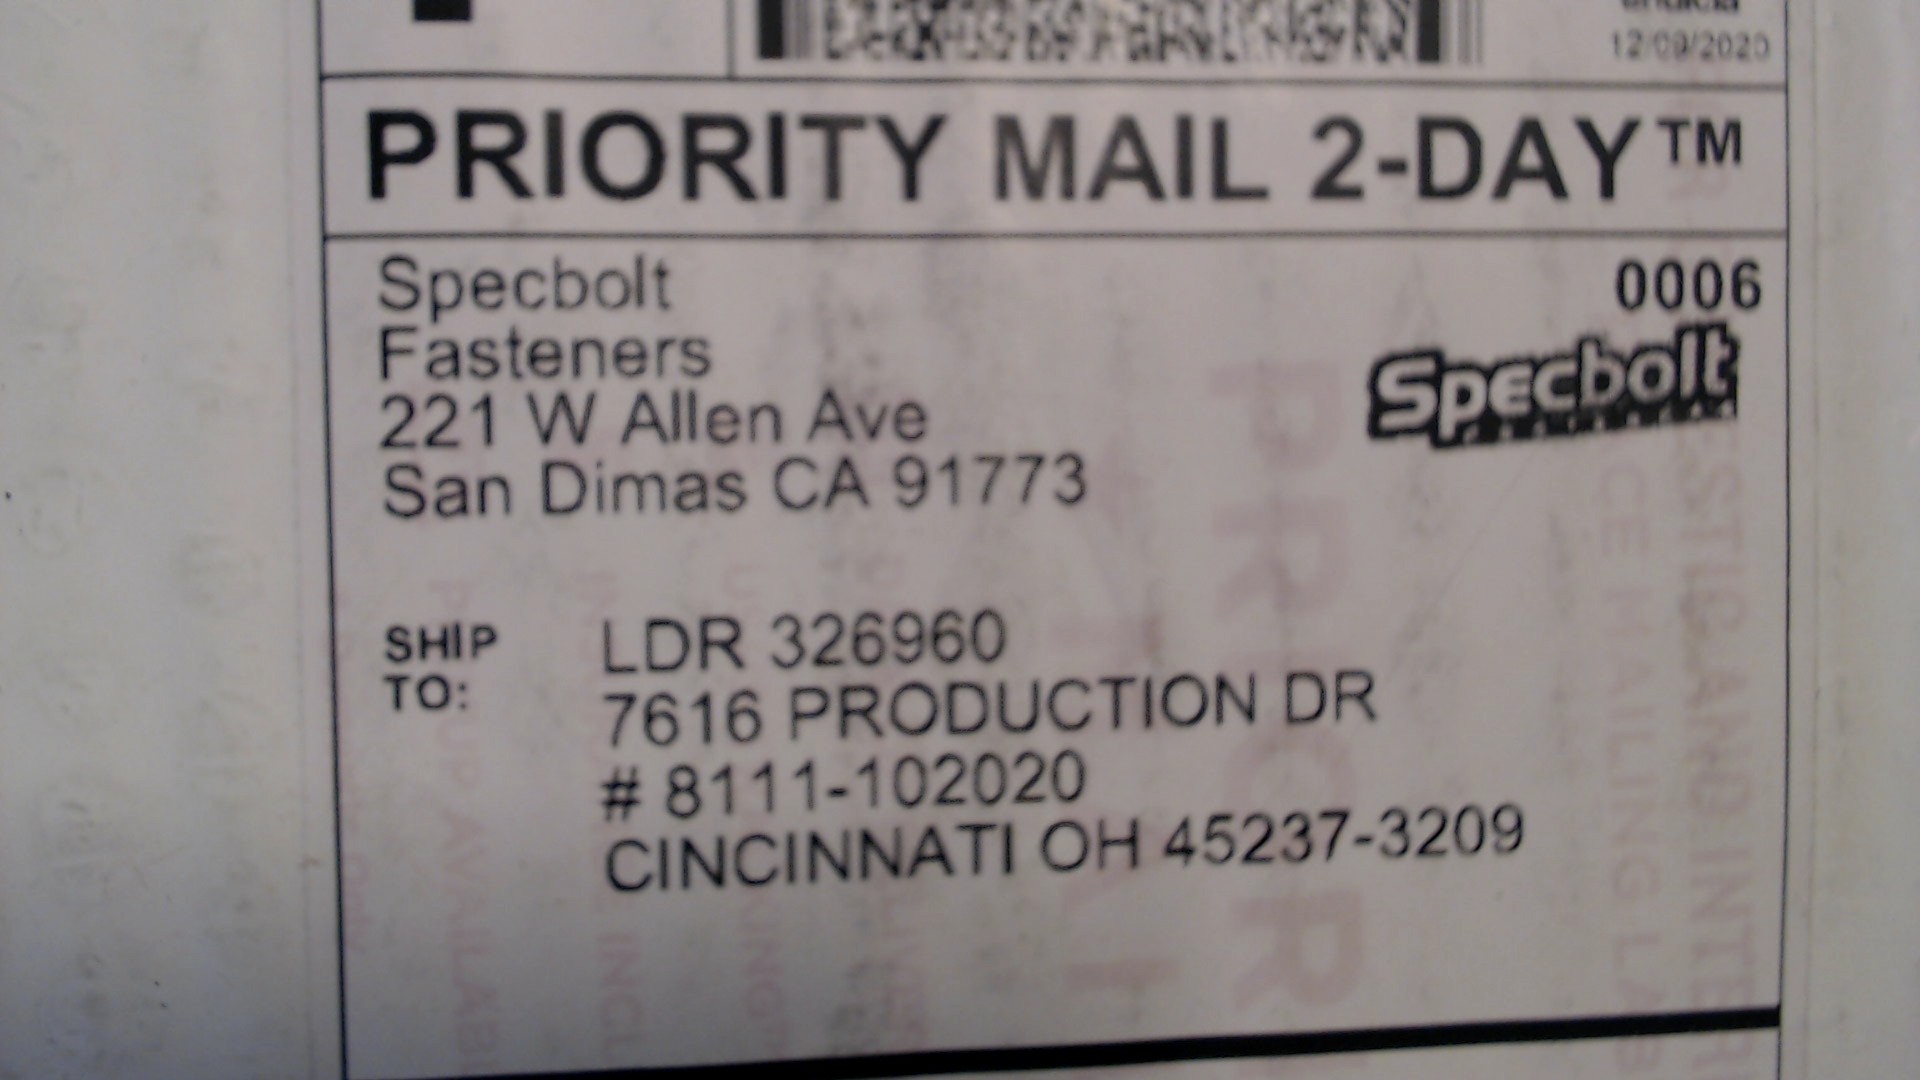 12/09/2020
PRIORITY MAIL 2-DAY™
Specbolt
Fasteners
221 W Allen Ave
San Dimas CA 91773
0006
Specbolt
SHIP
TO:
LDR 326960
7616 PRODUCTION DR
# 8111-102020
CINCINNATI OH 45237-3209